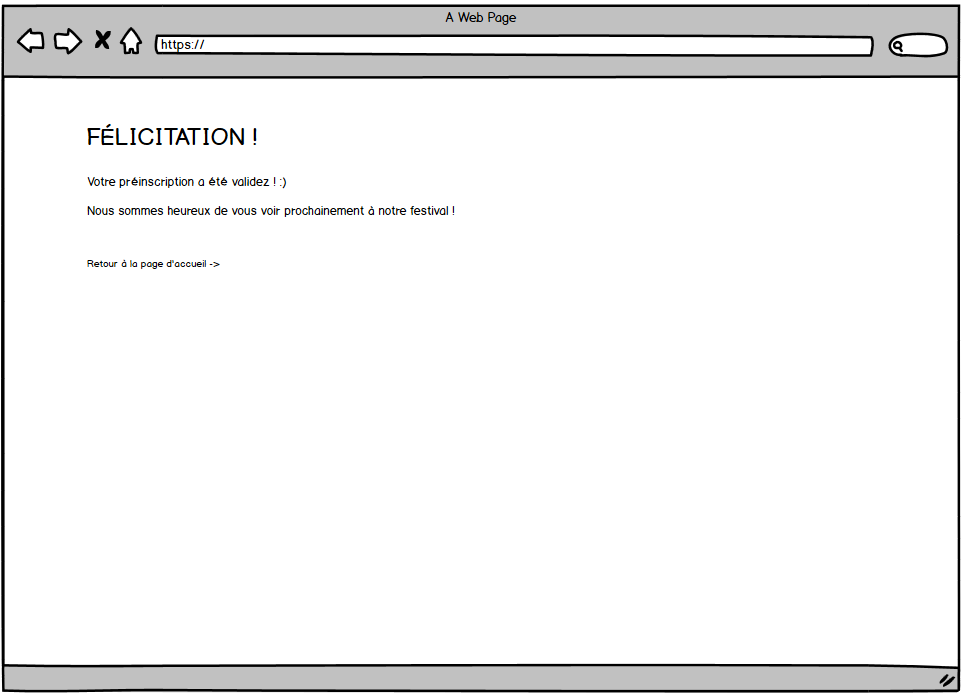 A Web Page
https://
FÉLICITATION !
Votre préinscription a été validez ! :)
Nous sommes heureux de vous voir prochainement à notre festival !
Retour à la page d'accueil ->